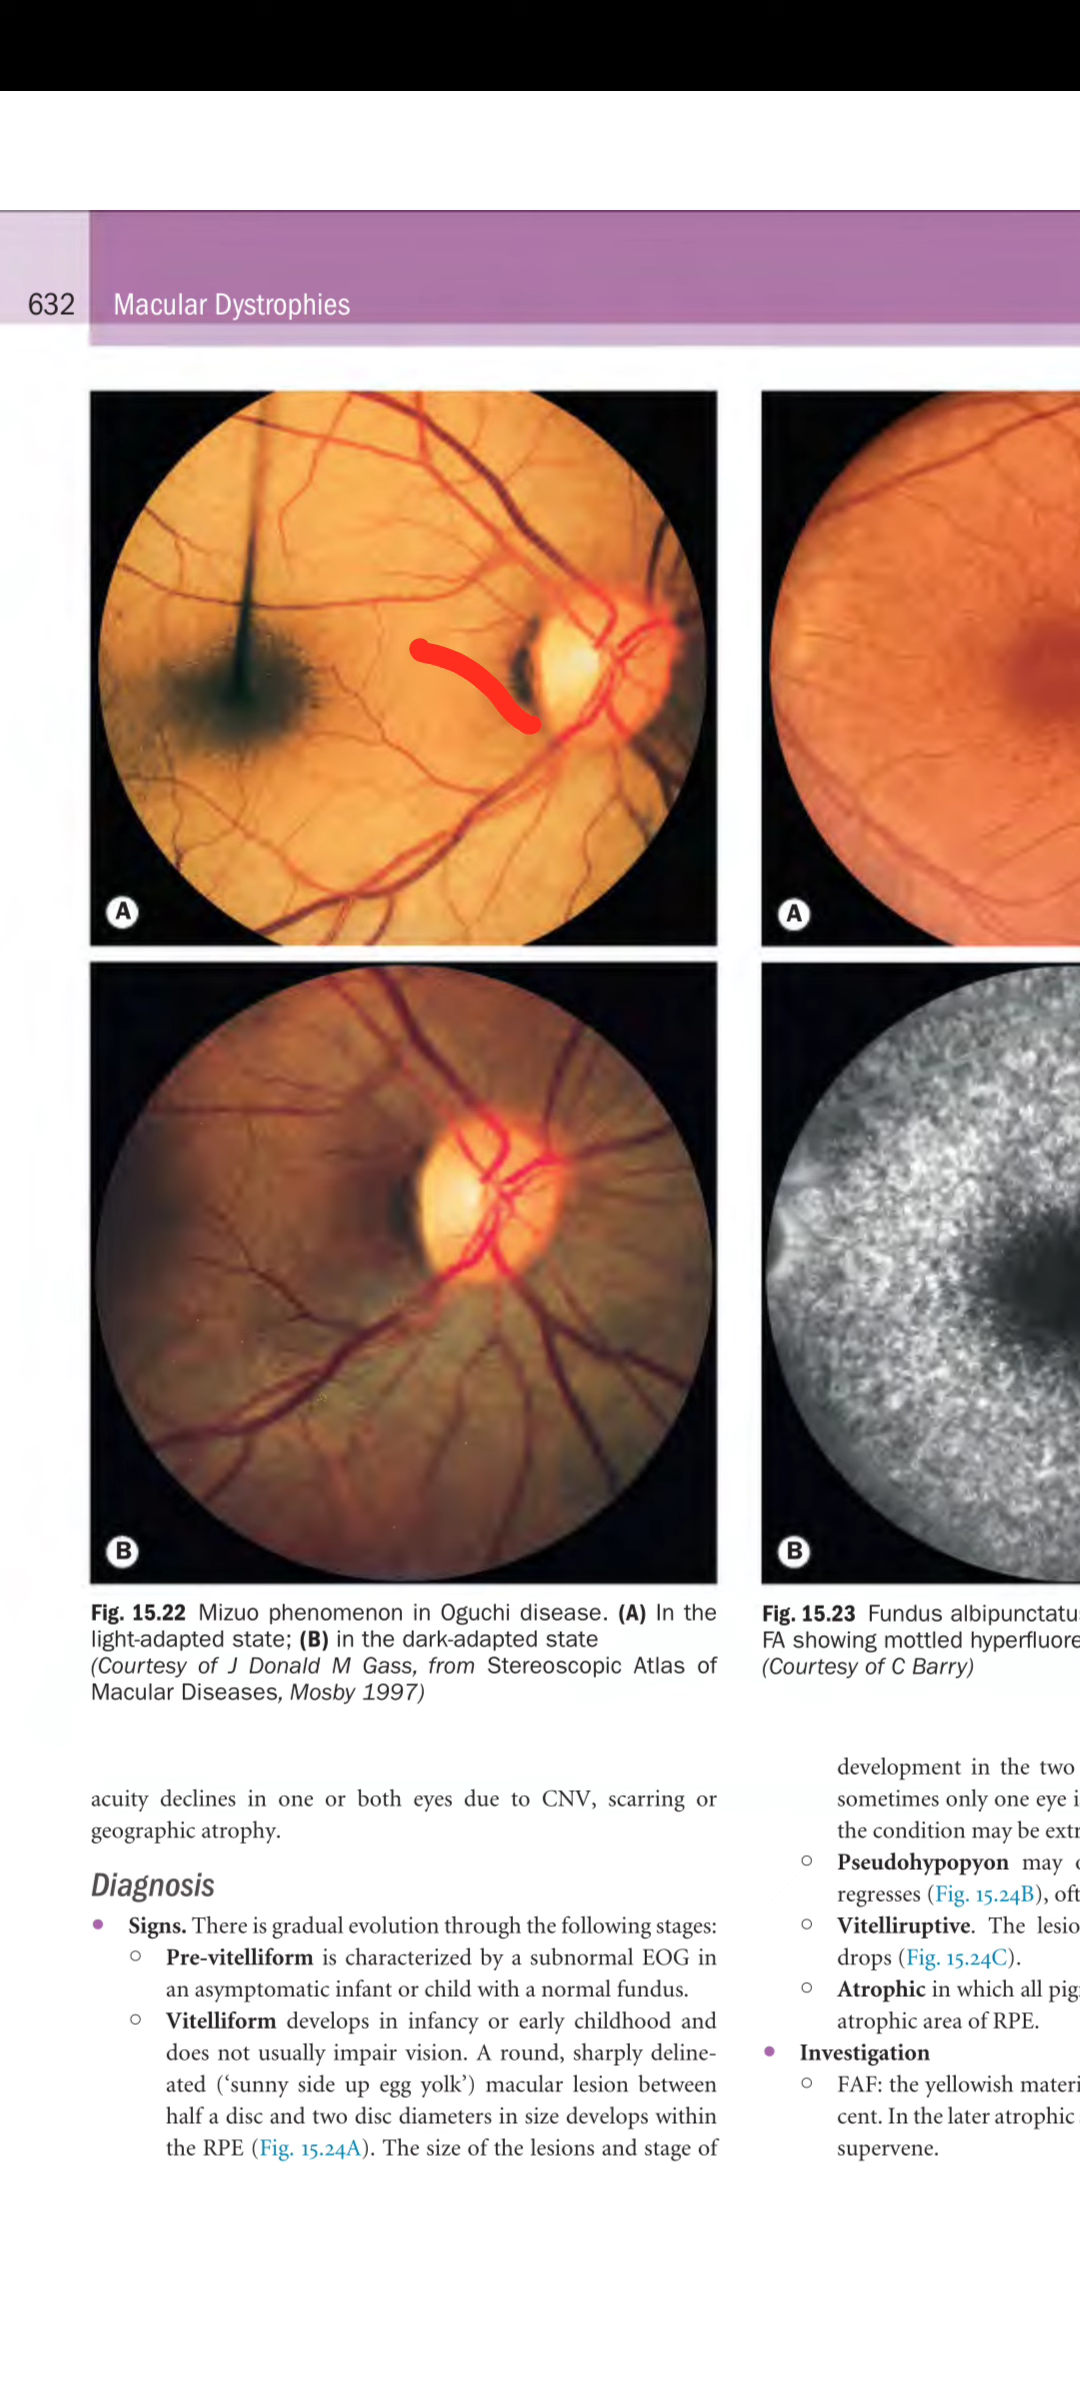 632 Macular Dystrophies
A
B
Fig. 15.22 Mizuo phenomenon in Oguchi disease. (A) In the
light-adapted state; (B) in the dark-adapted state
(Courtesy of J Donald M Gass, from Stereoscopic Atlas of
Macular Diseases, Mosby 1997)
acuity declines in one or both eyes due to CNV, scarring or
geographic atrophy.
Diagnosis
• Signs. There is gradual evolution through the following stages:
○ Pre-vitelliform is characterized by a subnormal EOG in
an asymptomatic infant or child with a normal fundus.
○ Vitelliform develops in infancy or early childhood and
does not usually impair vision. A round, sharply deline-
ated (‘sunny side up egg yolk’) macular lesion between
half a disc and two disc diameters in size develops within
the RPE (Fig. 15.24A). The size of the lesions and stage of
A
B
Fig. 15.23 Fundus
FA showing mottled
(Courtesy of C Barry)
development in the two
sometimes only one eye
the condition may be
○ Pseudohypopyon may
regresses (Fig. 15.24B),
○ Vitelliruptive. The
drops (Fig. 15.24C).
○ Atrophic in which all
atrophic area of RPE.
• Investigation
○ FAF: the yellowish
cent. In the later atrophic
supervene.